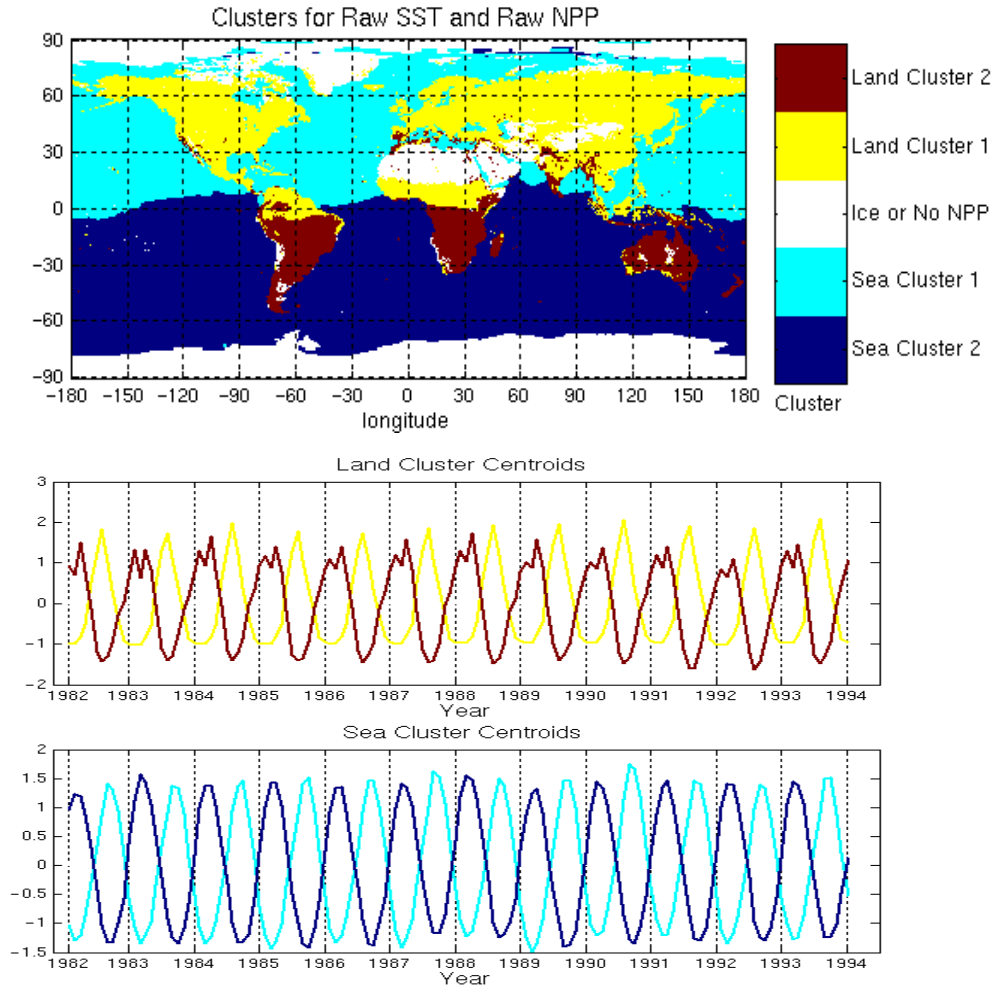 Clusters for Raw SST and Raw NPP
90
60
30
0
-30
-60
-90
-180 -150 -120 -90 -60 -30 0 30 60 90 120 150 180
longitude
Land Cluster 2
Land Cluster 1
Ice or No NPP
Sea Cluster 1
Sea Cluster 2
Cluster
Land Cluster Centroids
3
2
1
0
-1
-2
1982 1983 1984 1985 1986 1987 1988 1989 1990 1991 1992 1993 1994
Year
Sea Cluster Centroids
2
1.5
1
0.5
0
-0.5
-1
-1.5
1982 1983 1984 1985 1986 1987 1988 1989 1990 1991 1992 1993 1994
Year